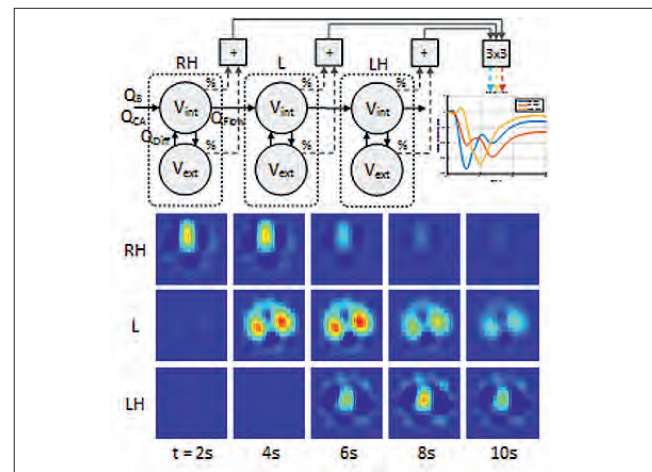 RH L LH
+ + + 3x3
% % %
Q_B
Q_CA
V_int Q_Flow V_int V_int
Q_Diff
% % %
V_ext V_ext V_ext
RH
L
LH
t = 2s 4s 6s 8s 10s